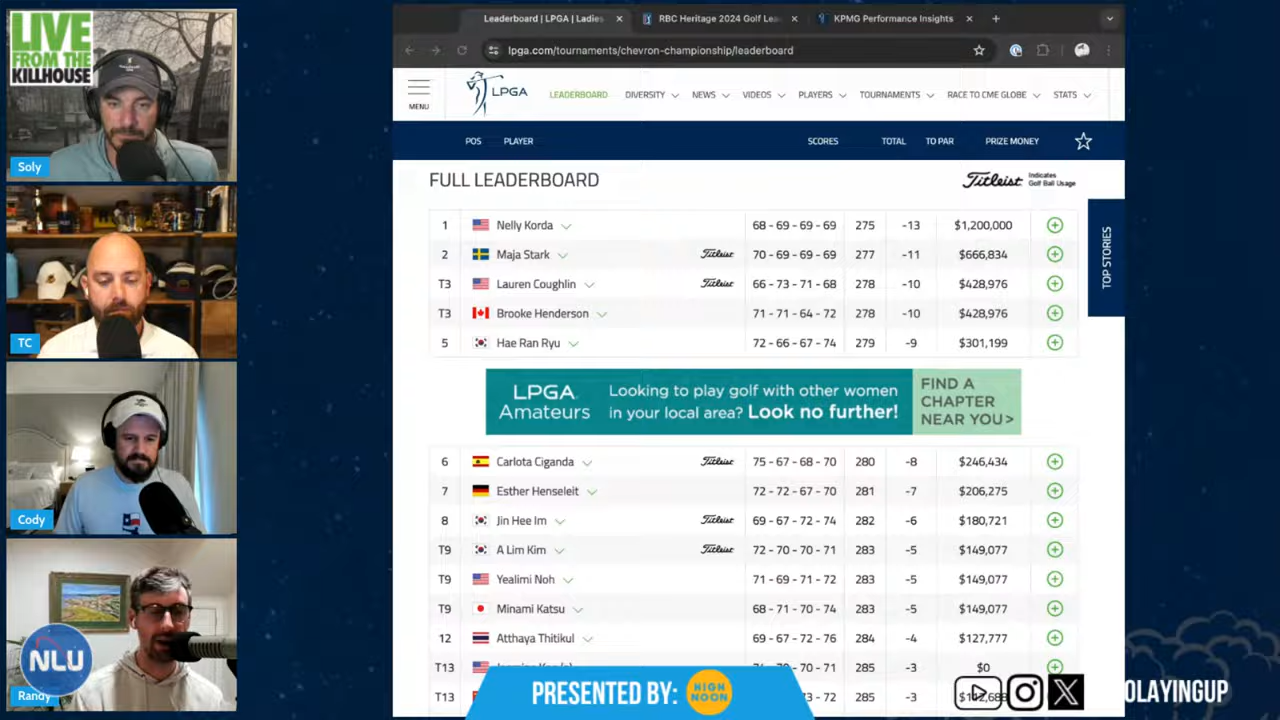 LIVE
FROM THE
KILLHOUSE
Soly
TC
Cody
NLU
Randy
Leaderboard | LPGA | Ladies
RBC Heritage 2024 Golf Lea
KPMG Performance Insights
lpga.com/tournaments/chevron-championship/leaderboard
MENU
LPGA
LEADERBOARD DIVERSITY NEWS VIDEOS PLAYERS TOURNAMENTS RACE TO CME GLOBE STATS
POS PLAYER SCORES TOTAL TO PAR PRIZE MONEY
FULL LEADERBOARD
Titleist Indicates
Golf Ball Usage
TOP STORIES
1 Nelly Korda 68 - 69 - 69 - 69 275 -13 $1,200,000
2 Maja Stark Titleist 70 - 69 - 69 - 69 277 -11 $666,834
T3 Lauren Coughlin Titleist 66 - 73 - 71 - 68 278 -10 $428,976
T3 Brooke Henderson 71 - 71 - 64 - 72 278 -10 $428,976
5 Hae Ran Ryu 72 - 66 - 67 - 74 279 -9 $301,199
LPGA
Amateurs
Looking to play golf with other women
in your local area? Look no further!
FIND A
CHAPTER
NEAR YOU>
6 Carlota Ciganda Titleist 75 - 67 - 68 - 70 280 -8 $246,434
7 Esther Henseleit 72 - 72 - 67 - 70 281 -7 $206,275
8 Jin Hee Im Titleist 69 - 67 - 72 - 74 282 -6 $180,721
T9 A Lim Kim Titleist 72 - 70 - 70 - 71 283 -5 $149,077
T9 Yealimi Noh 71 - 69 - 71 - 72 283 -5 $149,077
T9 Minami Katsu 68 - 71 - 70 - 74 283 -5 $149,077
12 Atthaya Thitikul 69 - 67 - 72 - 76 284 -4 $127,777
T13 70 - 71 285 -3 $0
T13 73 - 72 285 -3
PRESENTED BY:
HIGH
NOON
OLAYINGUP